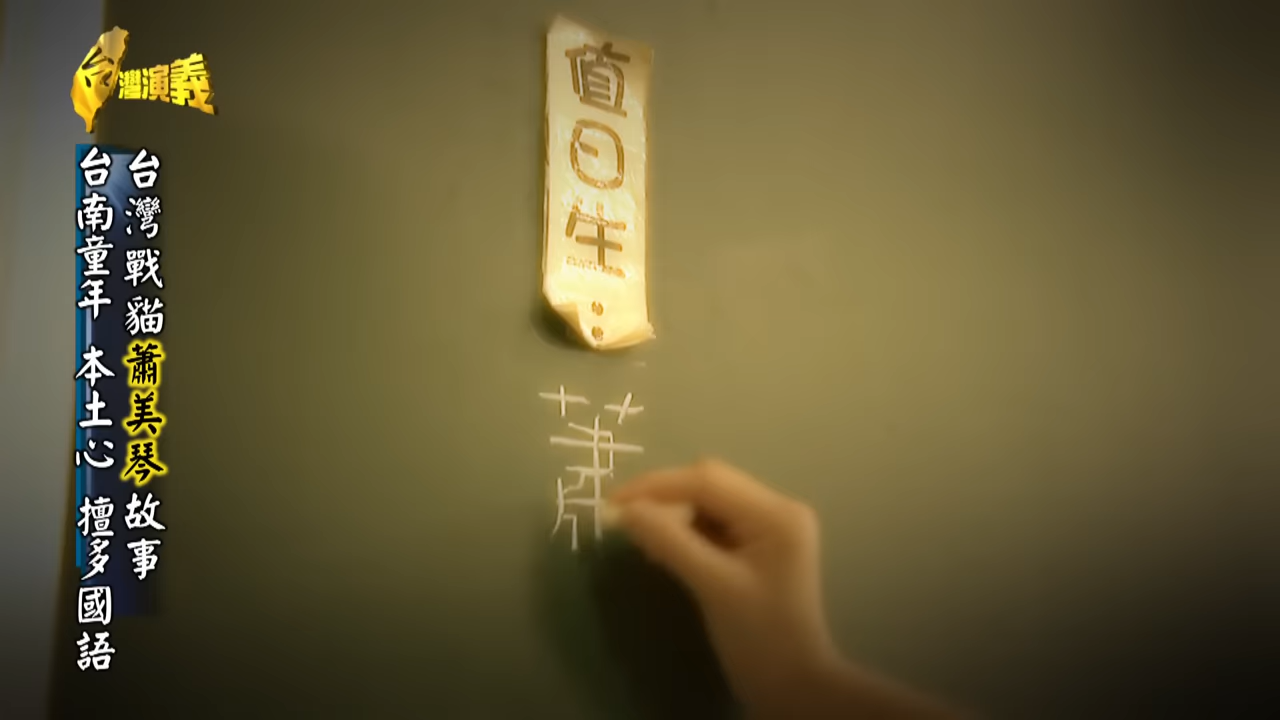 台灣演義
台灣戰貓蕭美琴故事
台南童年 本土心 擅多國語
值日生：